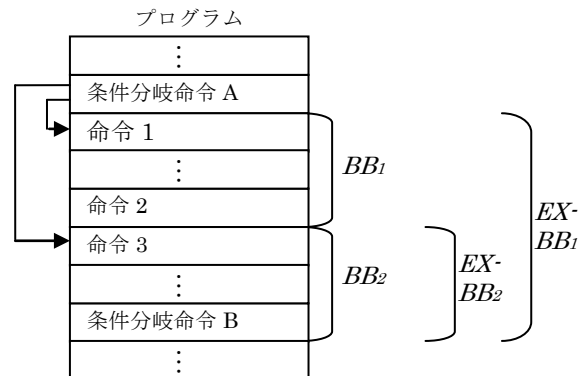 プログラム
⋮
条件分岐命令 A
命令 1
⋮
命令 2
命令 3
⋮
条件分岐命令 B
⋮
BB1
BB2
EX-
BB2
EX-
BB1